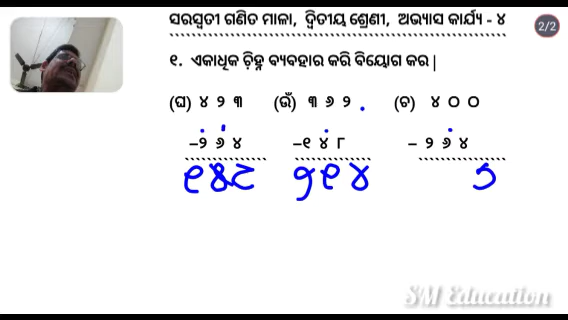 ସରସ୍ୱତୀ ଗଣିତ ମାଳା, ଦ୍ୱିତୀୟ ଶ୍ରେଣୀ, ଅଭ୍ୟାସ କାର୍ଯ୍ୟ - ୪
2/2
୧. ଏକାଧିକ ଚିହ୍ନ ବ୍ୟବହାର କରି ବିୟୋଗ କର |
(ଘ) ୪ ୨ ୩ (ଉଁ) ୩ ୬ ୨ (ଚ) ୪ ୦ ୦
–୨ ୬ ୪ –୧ ୪ ୮ – ୨ ୬ ୪
୧୫୯ ୨୧୪ ୬
SM Education